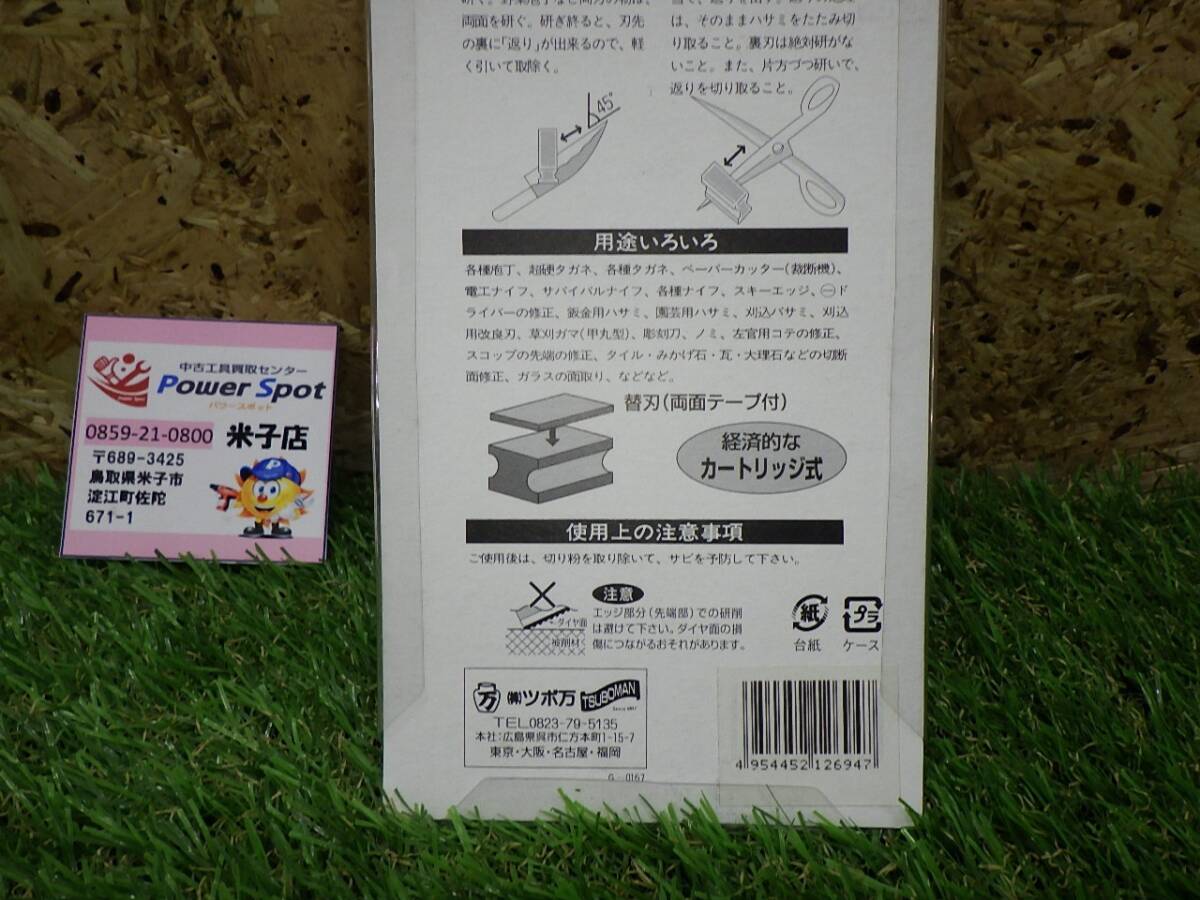 両面を研ぐ。研ぎ終ると、刃先
の裏に「返り」が出来るので、軽
く引いて取除く。
は、そのままハサミをたたみ切
り取ること。裏刃は絶対研がな
いこと。また、片方づつ研いで、
返りを切り取ること。
45°
用途いろいろ
各種庖丁、超硬タガネ、各種タガネ、ペーパーカッター(裁断機)、
電工ナイフ、サバイバルナイフ、各種ナイフ、スキーエッジ、㊀ド
ライバーの修正、鈑金用ハサミ、園芸用ハサミ、刈込バサミ、刈込
用改良刃、草刈ガマ(甲丸型)、彫刻刀、ノミ、左官用コテの修正、
スコップの先端の修正、タイル・みかげ石・瓦・大理石などの切断
面修正、ガラスの面取り、などなど。
替刃(両面テープ付)
経済的な
カートリッジ式
使用上の注意事項
ご使用後は、切り粉を取り除いて、サビを予防して下さい。
ダイヤ面
被削材
注意
エッジ部分(先端部)での研削
は避けて下さい。ダイヤ面の損
傷につながるおそれがあります。
紙
台紙
プラ
ケース
万
(株)ツボ万
TSUBOMAN
TEL.0823-79-5135
本社:広島県呉市仁方本町1-15-7
東京・大阪・名古屋・福岡
G-0167
4 954452 126947
中古工具買取センター
Power Spot
パワースポット
0859-21-0800 米子店
〒689-3425
鳥取県米子市
淀江町佐陀
671-1
P